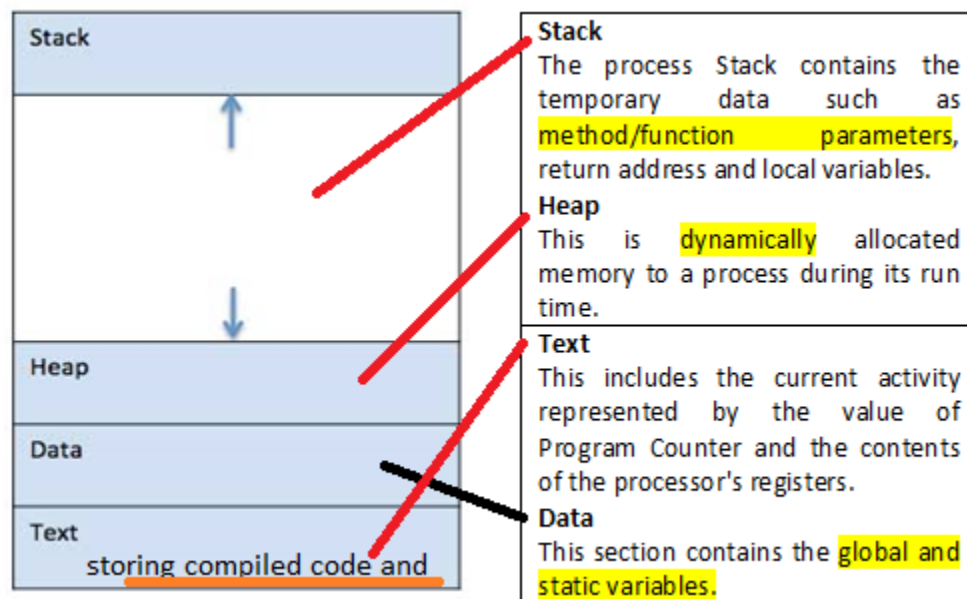 Stack
Heap
Data
Text
storing compiled code and
Stack
The process Stack contains the
temporary data such as
method/function parameters,
return address and local variables.
Heap
This is dynamically allocated
memory to a process during its run
time.
Text
This includes the current activity
represented by the value of
Program Counter and the contents
of the processor's registers.
Data
This section contains the global and
static variables.